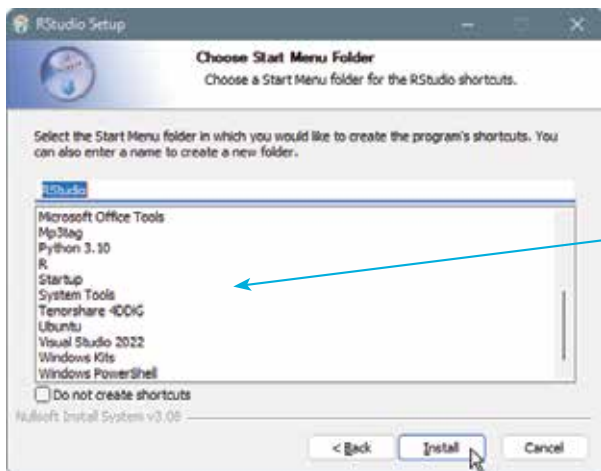 RStudio Setup
Choose Start Menu Folder
Choose a Start Menu folder for the RStudio shortcuts.
Select the Start Menu folder in which you would like to create the program's shortcuts. You
can also enter a name to create a new folder.
RStudio
Microsoft Office Tools
Mp3tag
Python 3.10
R
Startup
System Tools
Tenorshare 4DDiG
Ubuntu
Visual Studio 2022
Windows Kits
Windows PowerShell
Do not create shortcuts
Nullsoft Install System v3.08
< Back
Install
Cancel